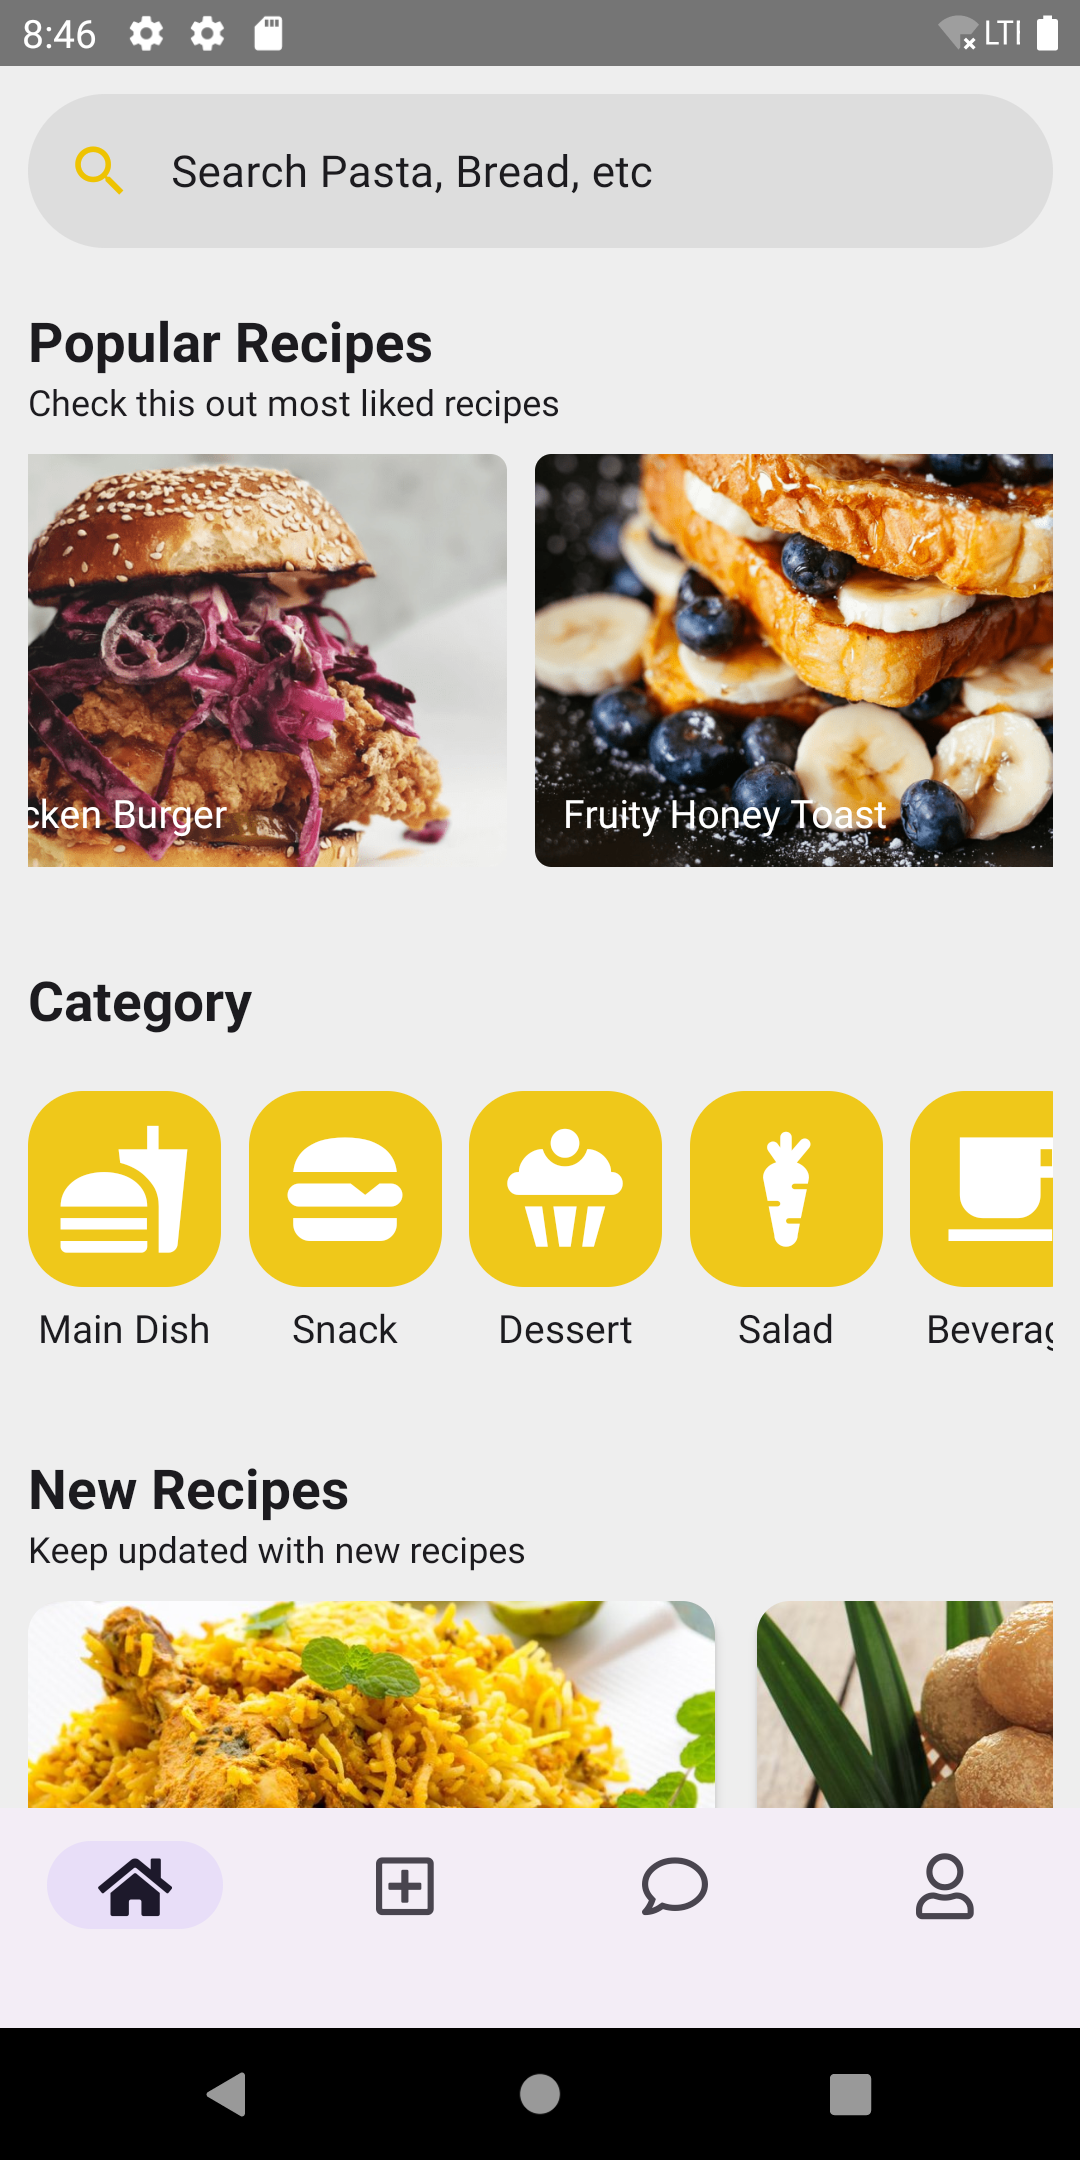 8:46
LT
Search Pasta, Bread, etc
Popular Recipes
Check this out most liked recipes
cken Burger
Fruity Honey Toast
Category
Main Dish
Snack
Dessert
Salad
Beverag
New Recipes
Keep updated with new recipes